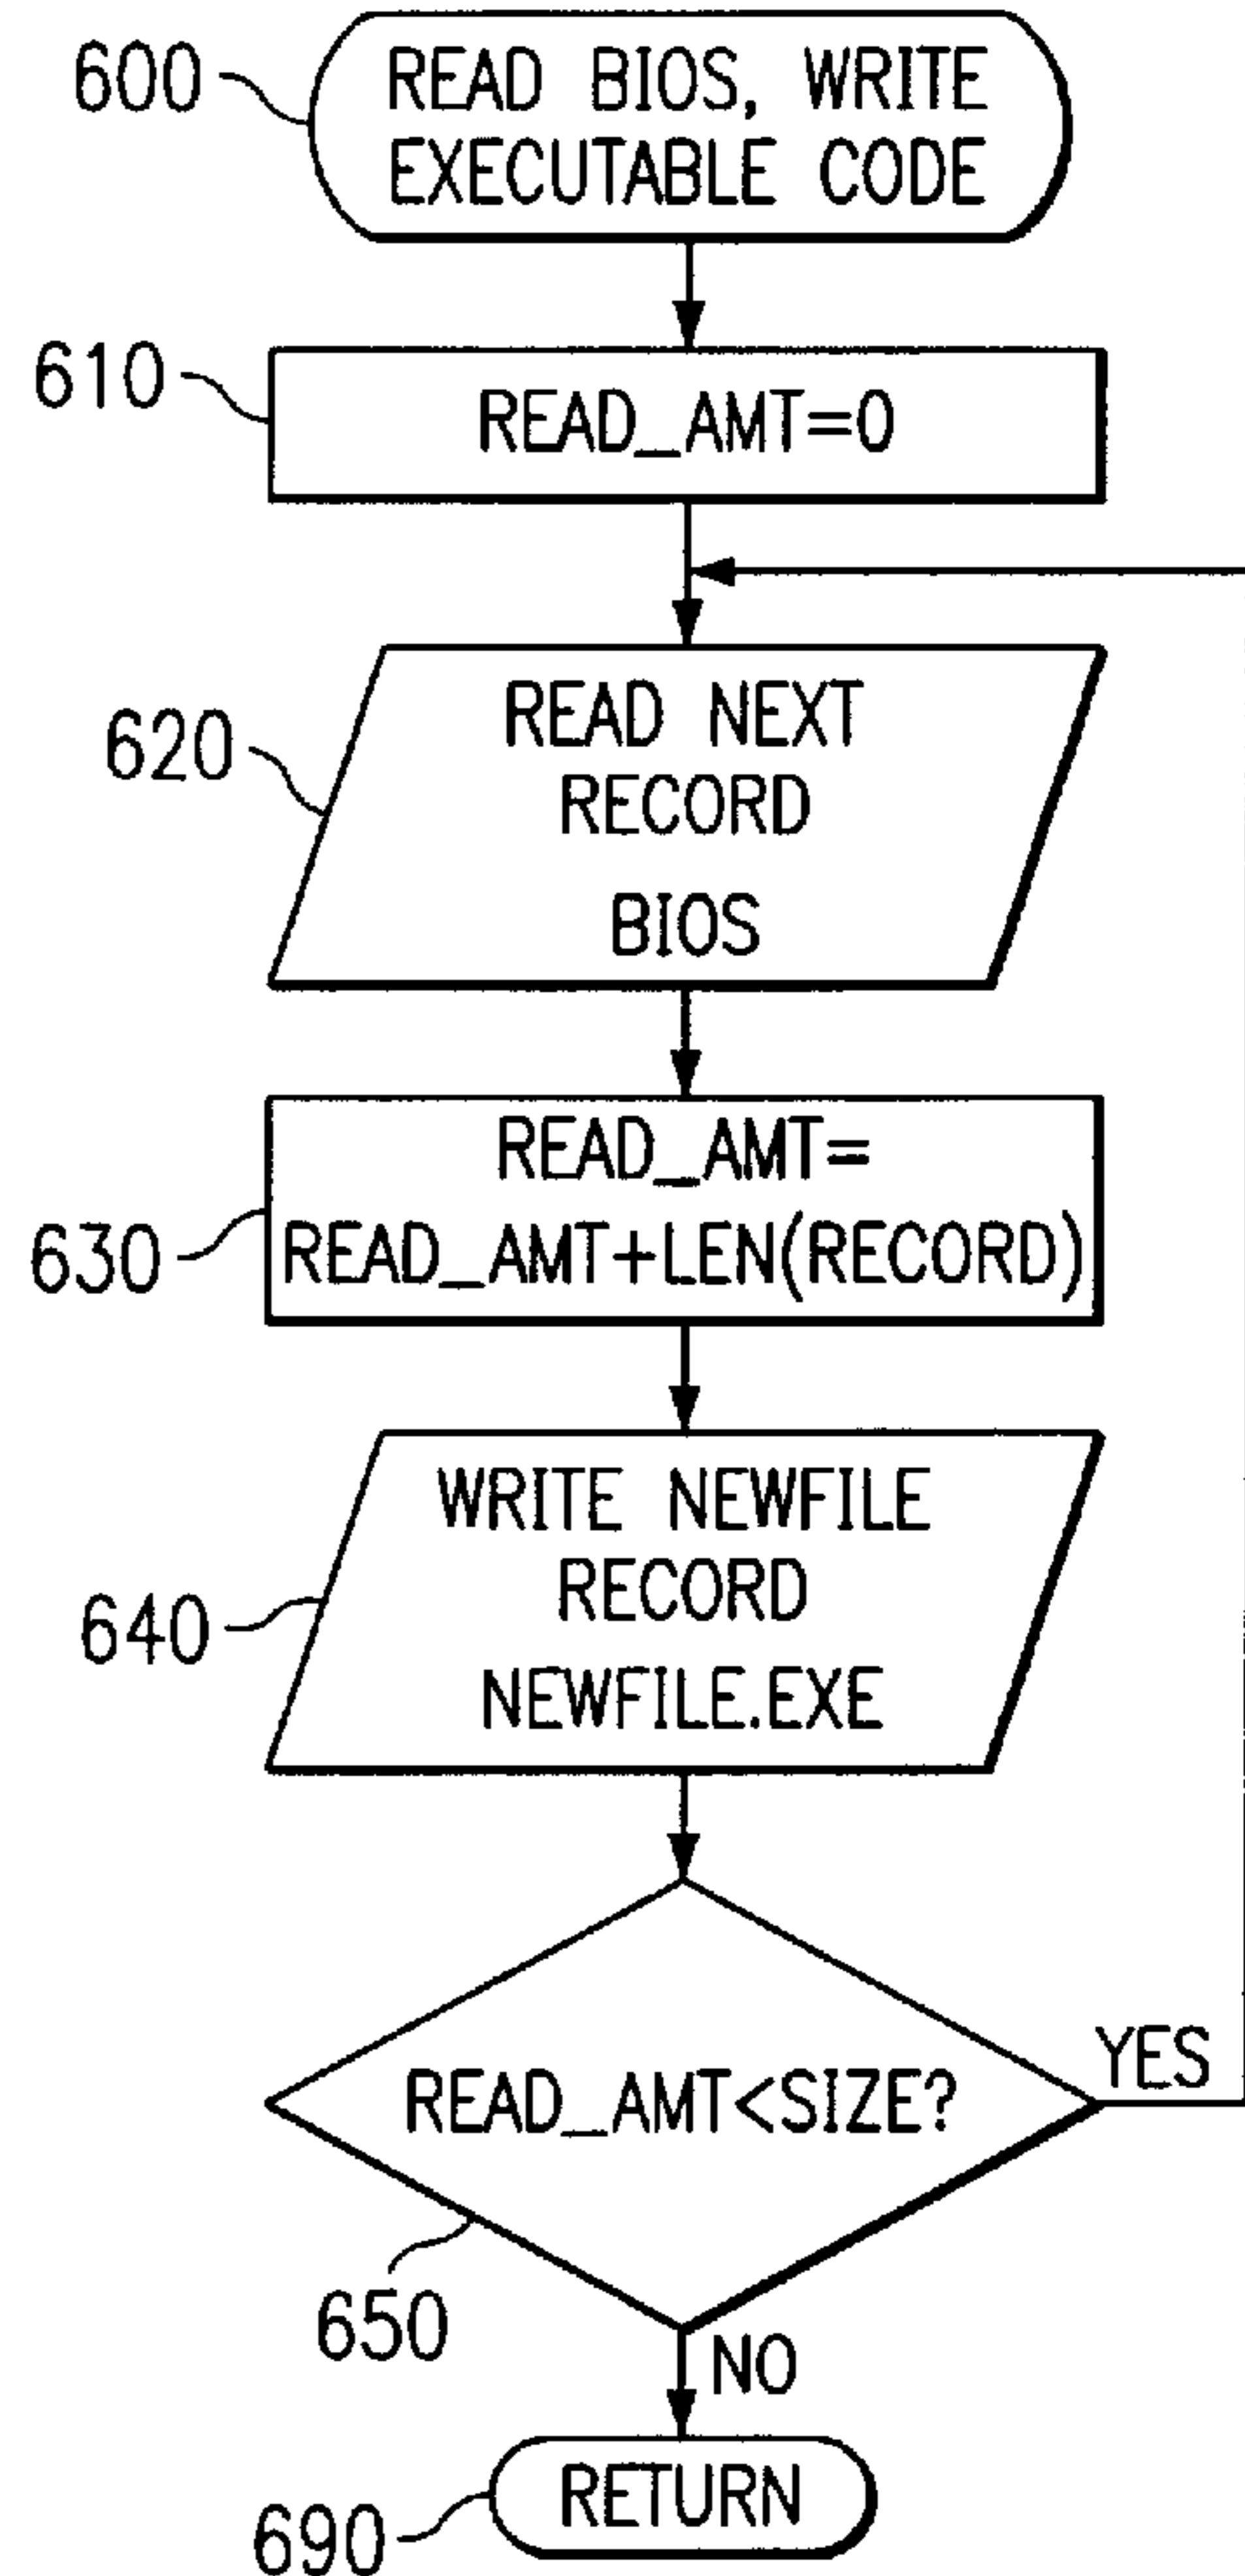 600
READ BIOS, WRITE
EXECUTABLE CODE
610
READ_AMT=0
620
READ NEXT
RECORD
BIOS
630
READ_AMT=
READ_AMT+LEN(RECORD)
640
WRITE NEWFILE
RECORD
NEWFILE.EXE
READ_AMT<SIZE?
YES
650
NO
RETURN
690